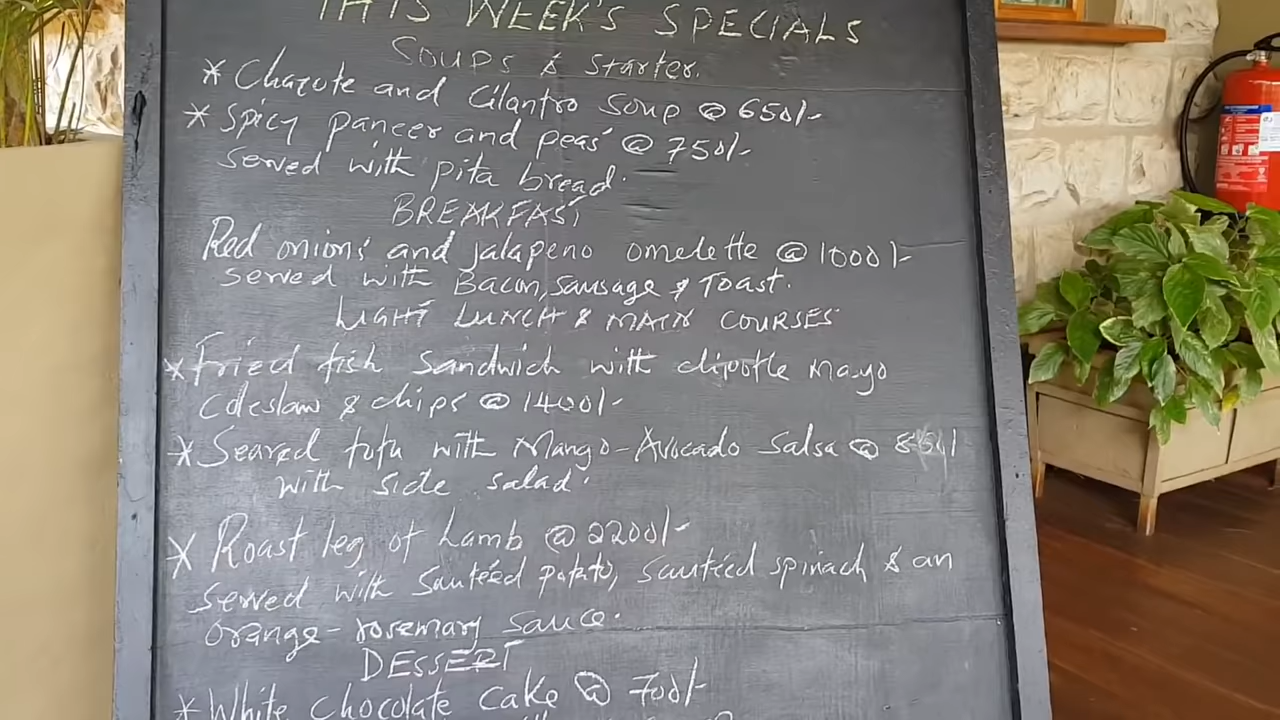 THIS WEEK'S SPECIALS
SOUPS & Starter.
* Chayote and Cilantro Soup @ 650/-
* Spicy paneer and peas @ 750/-
served with pita bread.
BREAKFAST
Red onions and jalapeno omelette @ 1000/-
served with Bacon, Sausage & Toast.
LIGHT LUNCH & MAIN COURSES
* Fried fish Sandwich with chipotle Mayo
Coleslaw & chips @ 1400/-
* Seared tofu with Mango-Avocado Salsa @
with side salad.
* Roast leg of Lamb @ 2200/-
Served with Sautéed potato, Sautéed spinach & an
orange-rosemary sauce.
DESSERT
* White chocolate cake @ 700/-